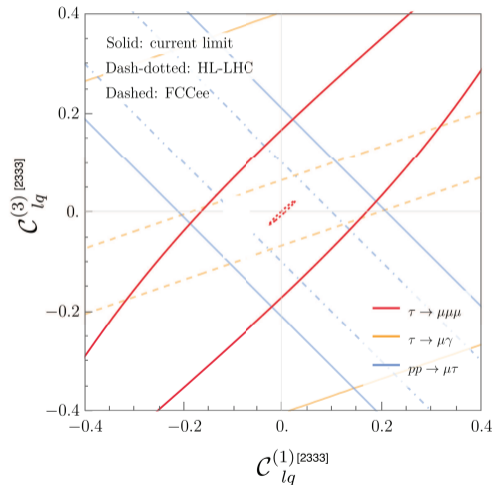 0.4
0.2
0.
−0.2
−0.4
−0.4
−0.2
0.
0.2
0.4
Solid: current limit
Dash-dotted: HL-LHC
Dashed: FCCee
τ → μμμ
τ → μγ
pp → μτ
C_{lq}^{(3)[2333]}
C_{lq}^{(1)[2333]}